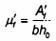 μ′ᵣ = A′ᵣ / bh₀